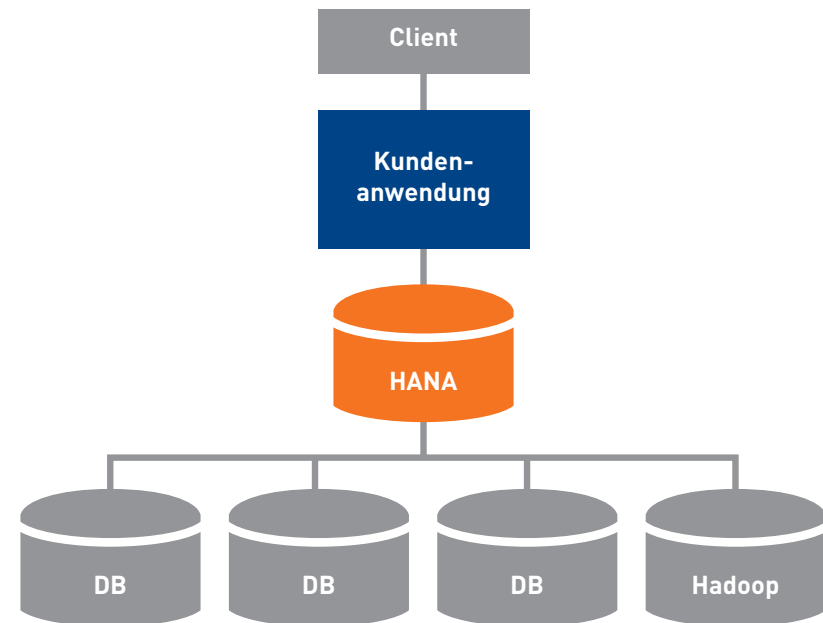 Client
Kunden-
anwendung
HANA
DB
DB
DB
Hadoop